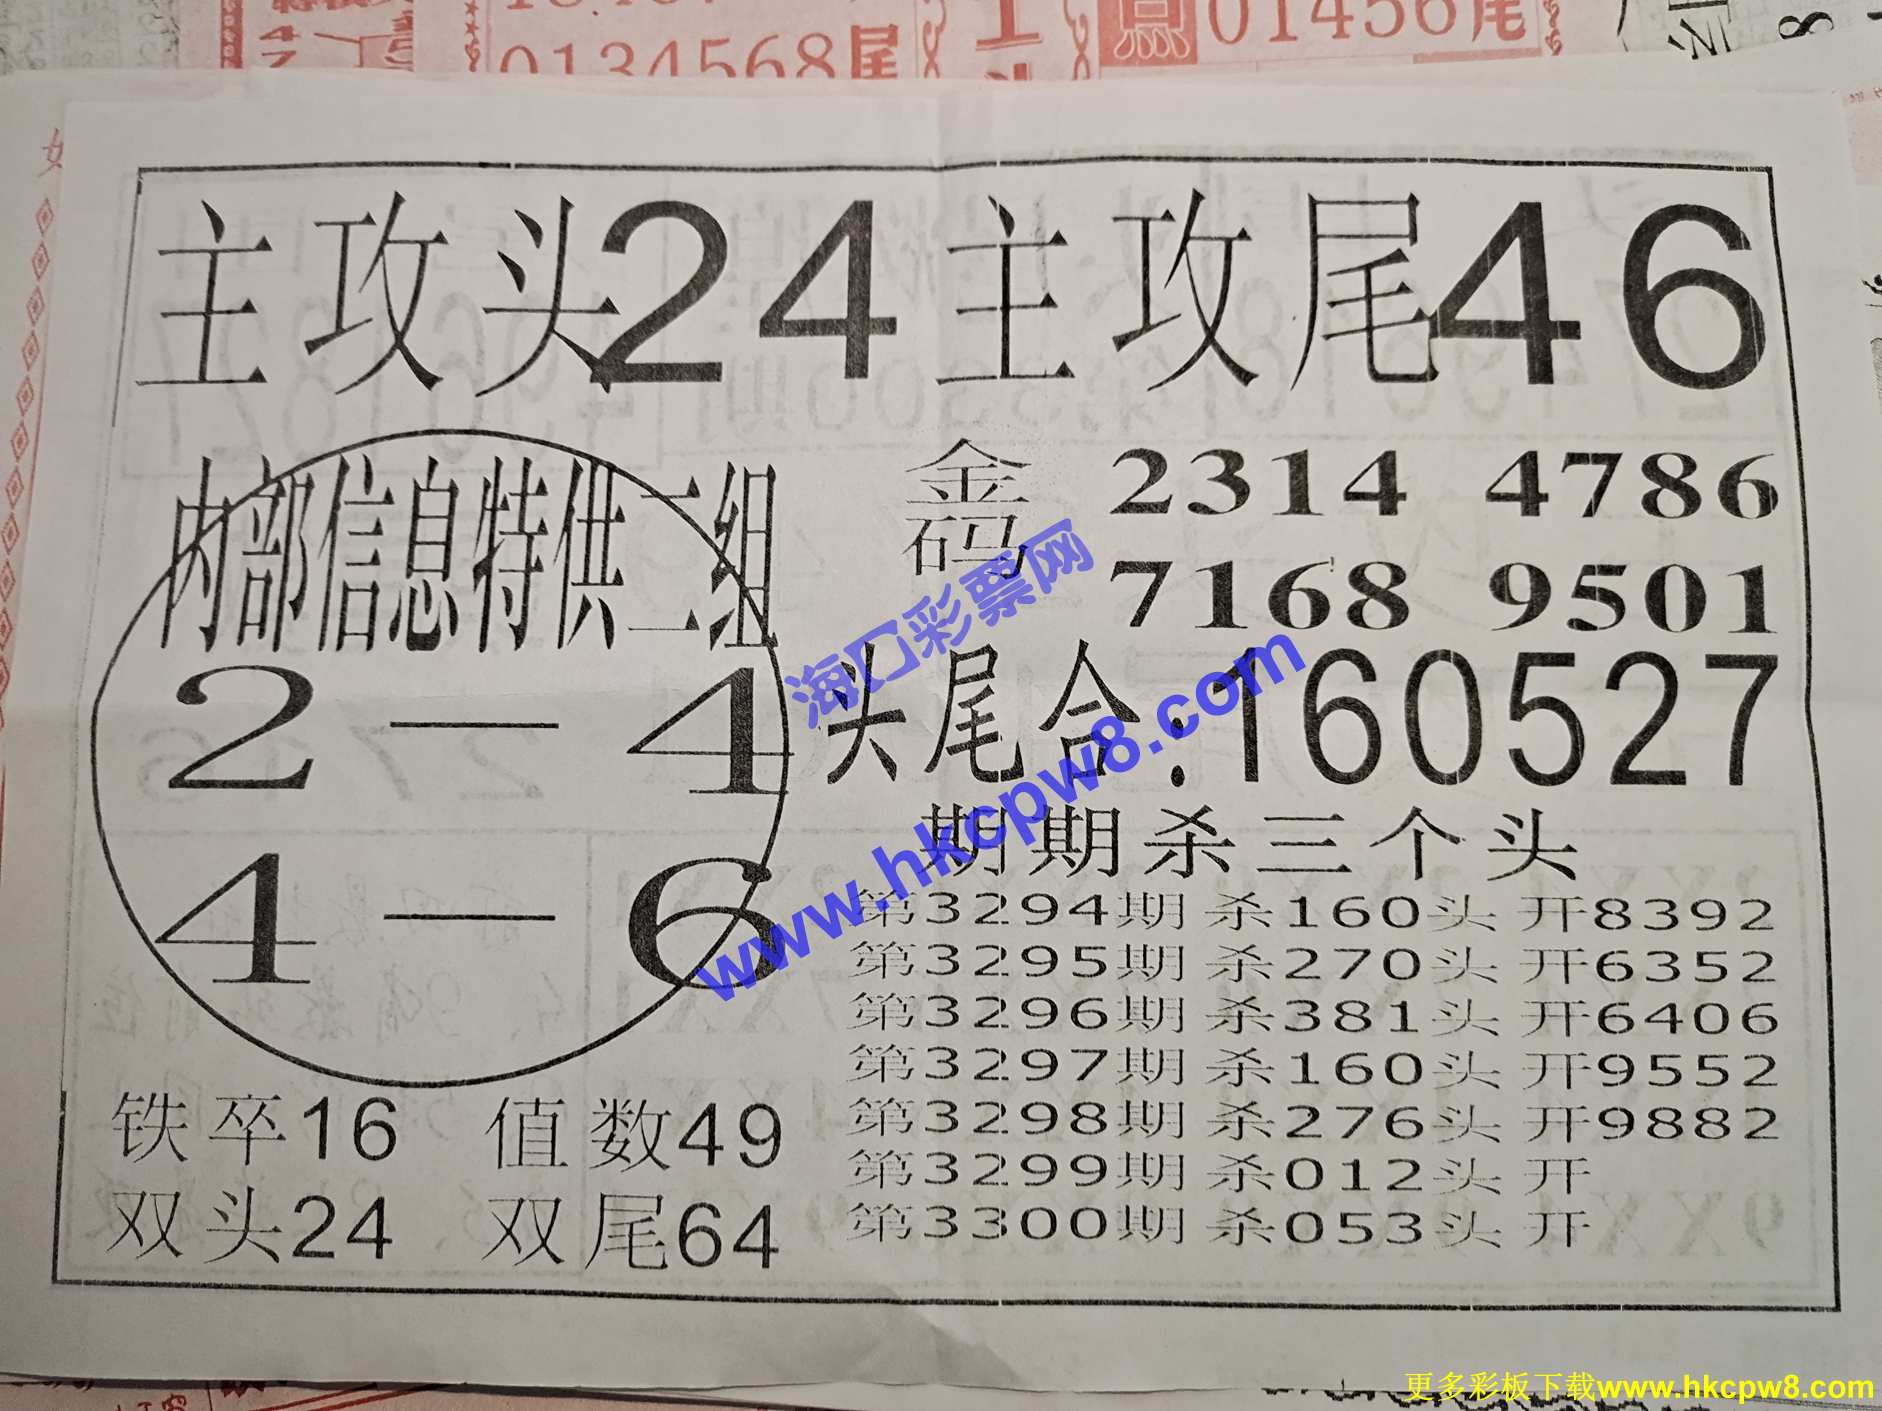 0134568尾
01456尾
主攻头24 主攻尾46
内部信息特供二组
2—4
4—6
金码 2314 4786
7168 9501
头尾合:160527
期期杀三个头
第3294期 杀160头 开8392
第3295期 杀270头 开6352
第3296期 杀381头 开6406
第3297期 杀160头 开9552
第3298期 杀276头 开9882
第3299期 杀012头 开
第3300期 杀053头 开
铁卒16 值数49
双头24 双尾64
海口彩票网
www.hkcpw8.com
更多彩板下载www.hkcpw8.com